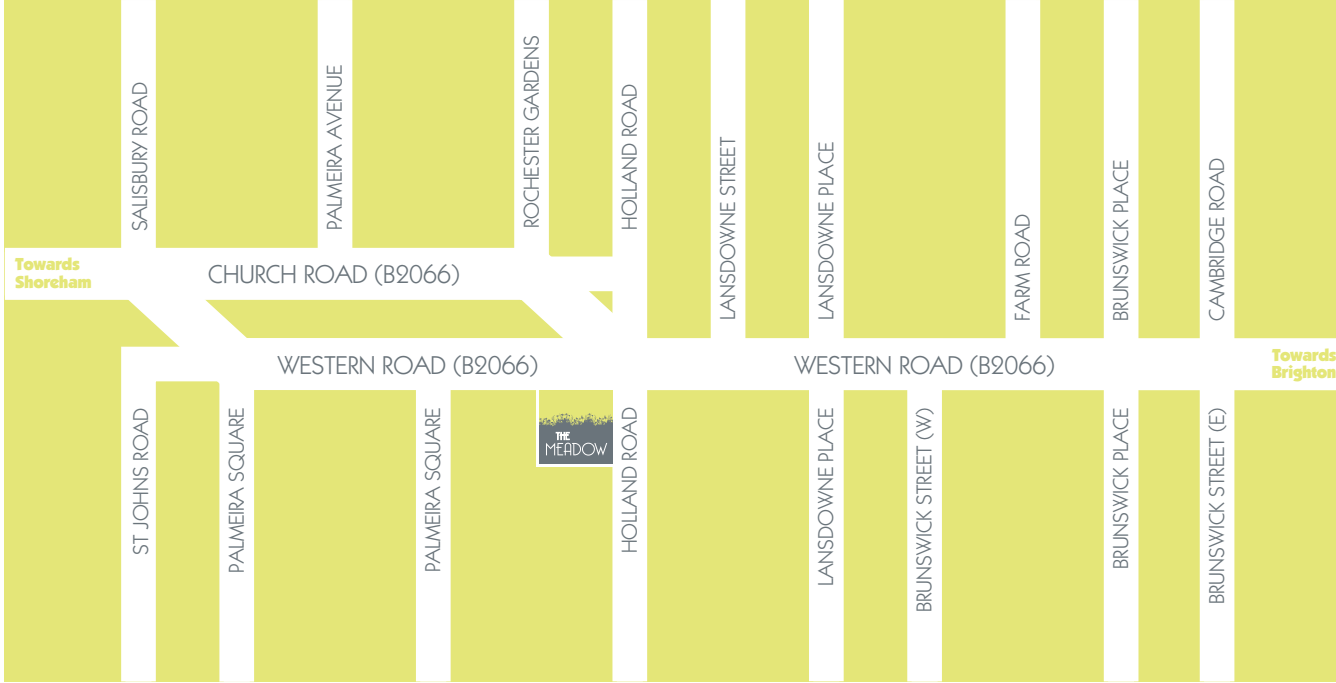 SALISBURY ROAD
PALMEIRA AVENUE
ROCHESTER GARDENS
HOLLAND ROAD
LANSDOWNE STREET
LANSDOWNE PLACE
FARM ROAD
BRUNSWICK PLACE
CAMBRIDGE ROAD
Towards
Shoreham
CHURCH ROAD (B2066)
WESTERN ROAD (B2066)
WESTERN ROAD (B2066)
Towards
Brighton
ST JOHNS ROAD
PALMEIRA SQUARE
PALMEIRA SQUARE
THE
MEADOW
HOLLAND ROAD
LANSDOWNE PLACE
BRUNSWICK STREET (W)
BRUNSWICK PLACE
BRUNSWICK STREET (E)